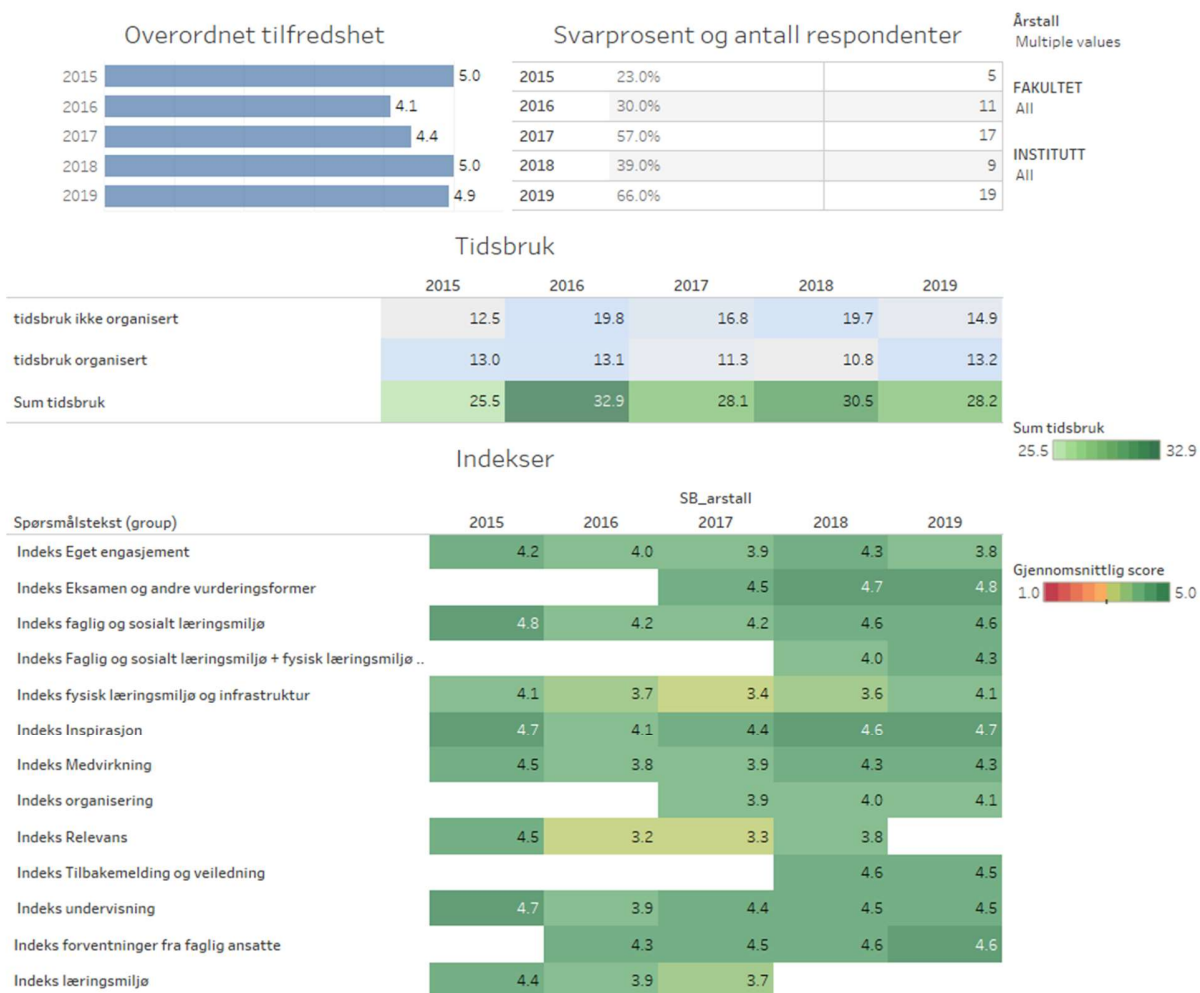 Overordnet tilfredshet
2015 5.0
2016 4.1
2017 4.4
2018 5.0
2019 4.9
Svarprosent og antall respondenter
2015 23.0% 5
2016 30.0% 11
2017 57.0% 17
2018 39.0% 9
2019 66.0% 19
Årstall
Multiple values
FAKULTET
All
INSTITUTT
All
Tidsbruk
2015 2016 2017 2018 2019
tidsbruk ikke organisert 12.5 19.8 16.8 19.7 14.9
tidsbruk organisert 13.0 13.1 11.3 10.8 13.2
Sum tidsbruk 25.5 32.9 28.1 30.5 28.2
Sum tidsbruk
25.5 32.9
Indekser
SB_arstall
Spørsmålstekst (group) 2015 2016 2017 2018 2019
Indeks Eget engasjement 4.2 4.0 3.9 4.3 3.8
Indeks Eksamen og andre vurderingsformer 4.5 4.7 4.8
Indeks faglig og sosialt læringsmiljø 4.8 4.2 4.2 4.6 4.6
Indeks Faglig og sosialt læringsmiljø + fysisk læringsmiljø .. 4.0 4.3
Indeks fysisk læringsmiljø og infrastruktur 4.1 3.7 3.4 3.6 4.1
Indeks Inspirasjon 4.7 4.1 4.4 4.6 4.7
Indeks Medvirkning 4.5 3.8 3.9 4.3 4.3
Indeks organisering 3.9 4.0 4.1
Indeks Relevans 4.5 3.2 3.3 3.8
Indeks Tilbakemelding og veiledning 4.6 4.5
Indeks undervisning 4.7 3.9 4.4 4.5 4.5
Indeks forventninger fra faglig ansatte 4.3 4.5 4.6 4.6
Indeks læringsmiljø 4.4 3.9 3.7
Gjennomsnittlig score
1.0 5.0